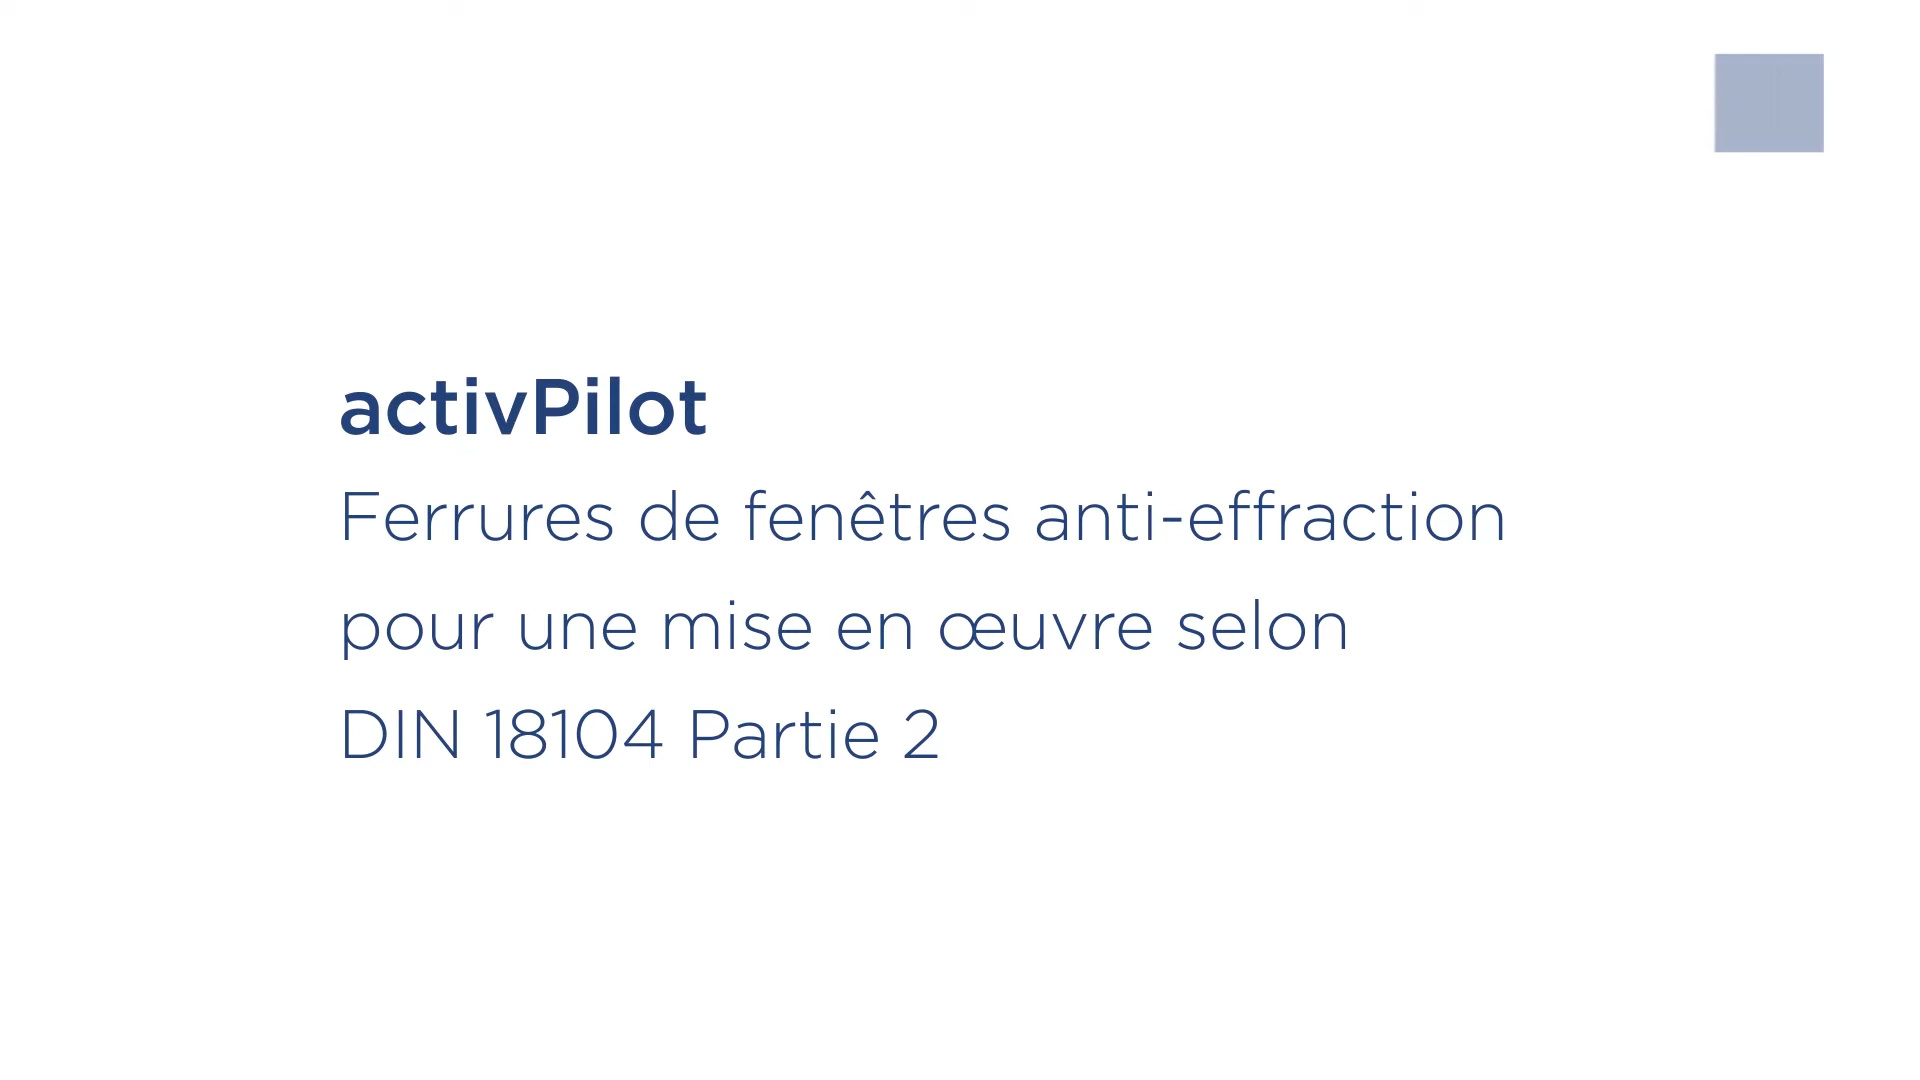 activPilot
Ferrures de fenêtres anti-effraction
pour une mise en œuvre selon
DIN 18104 Partie 2